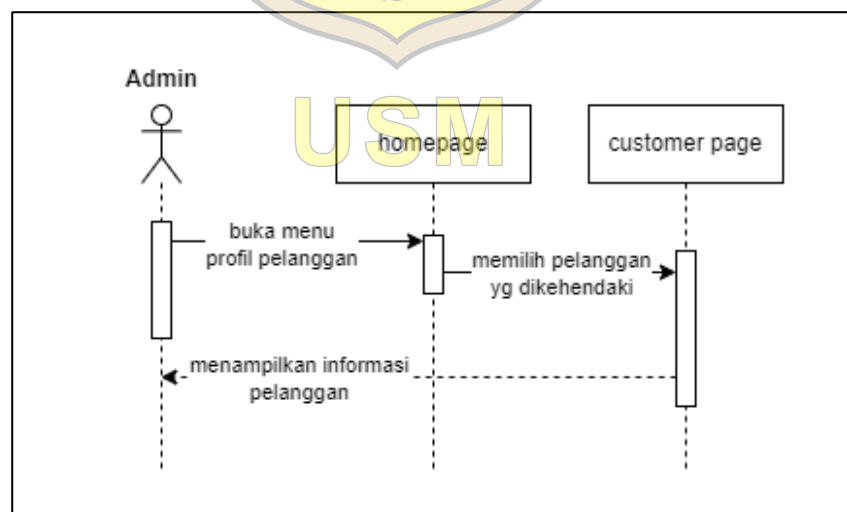 Admin
USM
homepage
customer page
buka menu
profil pelanggan
memilih pelanggan
yg dikehendaki
menampilkan informasi
pelanggan